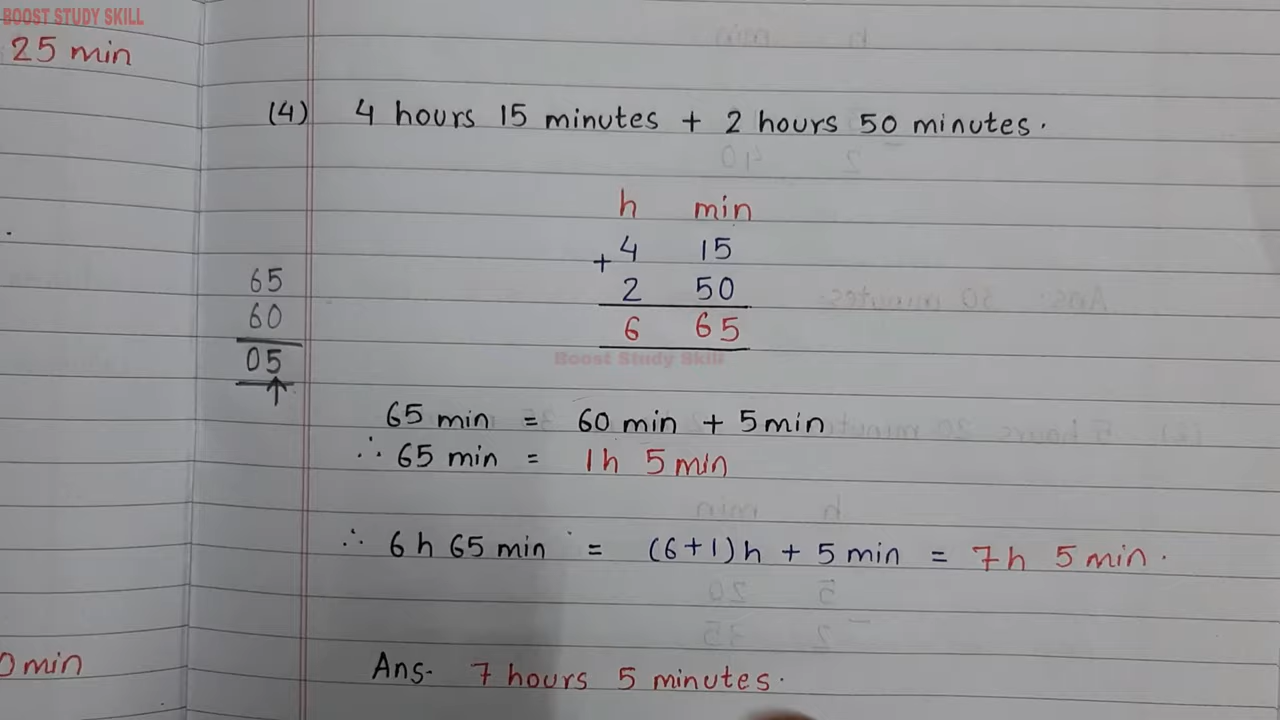 BOOST STUDY SKILL
25 min
(4) 4 hours 15 minutes + 2 hours 50 minutes.
h min
4 15
+
2 50
6 65
65
60
05
Boost Study Skill
65 min = 60 min + 5 min
∴ 65 min = 1h 5 min
∴ 6 h 65 min = (6+1)h + 5 min = 7h 5 min.
0 min
Ans. 7 hours 5 minutes.